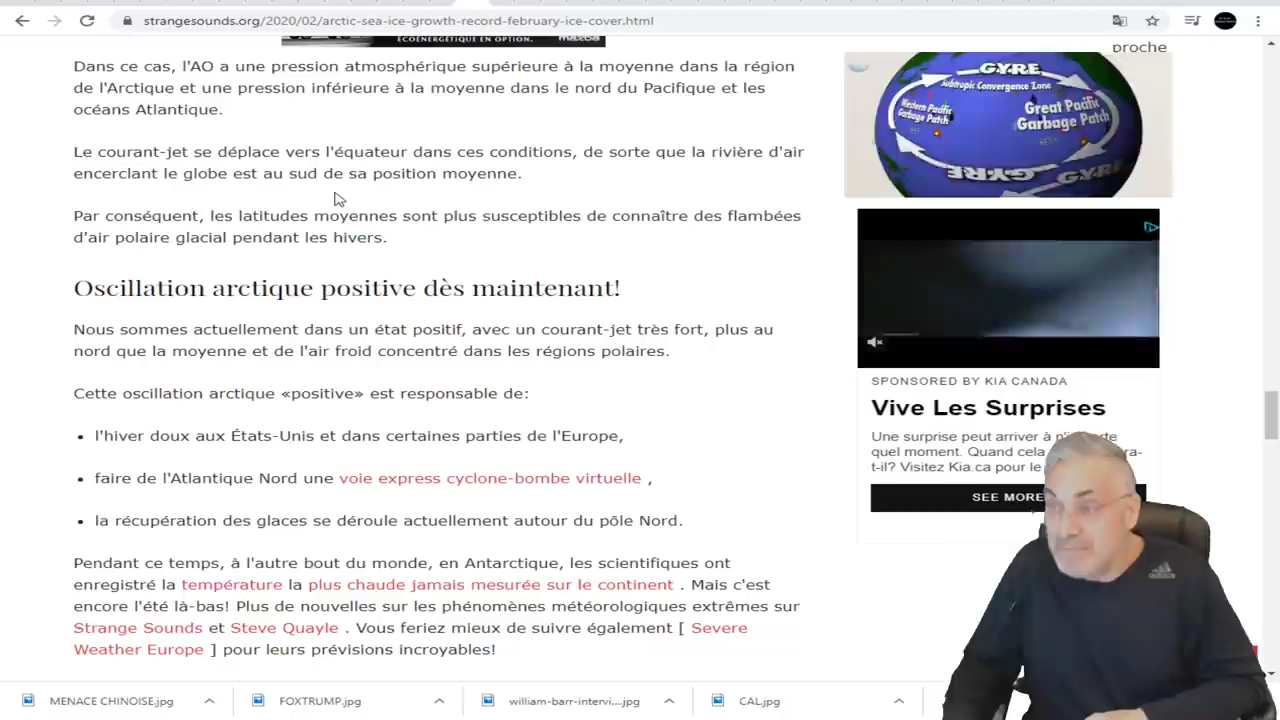 strangesounds.org/2020/02/arctic-sea-ice-growth-record-february-ice-cover.html
ÉCOÉNERGÉTIQUE EN OPTION.
proche
Dans ce cas, l'AO a une pression atmosphérique supérieure à la moyenne dans la région
de l'Arctique et une pression inférieure à la moyenne dans le nord du Pacifique et les
océans Atlantique.
Le courant-jet se déplace vers l'équateur dans ces conditions, de sorte que la rivière d'air
encerclant le globe est au sud de sa position moyenne.
Par conséquent, les latitudes moyennes sont plus susceptibles de connaître des flambées
d'air polaire glacial pendant les hivers.
Oscillation arctique positive dès maintenant!
Nous sommes actuellement dans un état positif, avec un courant-jet très fort, plus au
nord que la moyenne et de l'air froid concentré dans les régions polaires.
Cette oscillation arctique «positive» est responsable de:
• l'hiver doux aux États-Unis et dans certaines parties de l'Europe,
• faire de l'Atlantique Nord une voie express cyclone-bombe virtuelle ,
• la récupération des glaces se déroule actuellement autour du pôle Nord.
Pendant ce temps, à l'autre bout du monde, en Antarctique, les scientifiques ont
enregistré la température la plus chaude jamais mesurée sur le continent . Mais c'est
encore l'été là-bas! Plus de nouvelles sur les phénomènes météorologiques extrêmes sur
Strange Sounds et Steve Quayle . Vous feriez mieux de suivre également [ Severe
Weather Europe ] pour leurs prévisions incroyables!
GYRE
Subtropic Convergence Zone
Western Pacific
Garbage Patch
Great Pacific
Garbage Patch
GYRE
SPONSORED BY KIA CANADA
Vive Les Surprises
Une surprise peut arriver à
quel moment. Quand cela
t-il? Visitez Kia.ca pour le
SEE MORE
MENACE CHINOISE.jpg
FOXTRUMP.jpg
william-barr-intervi....jpg
CAL.jpg